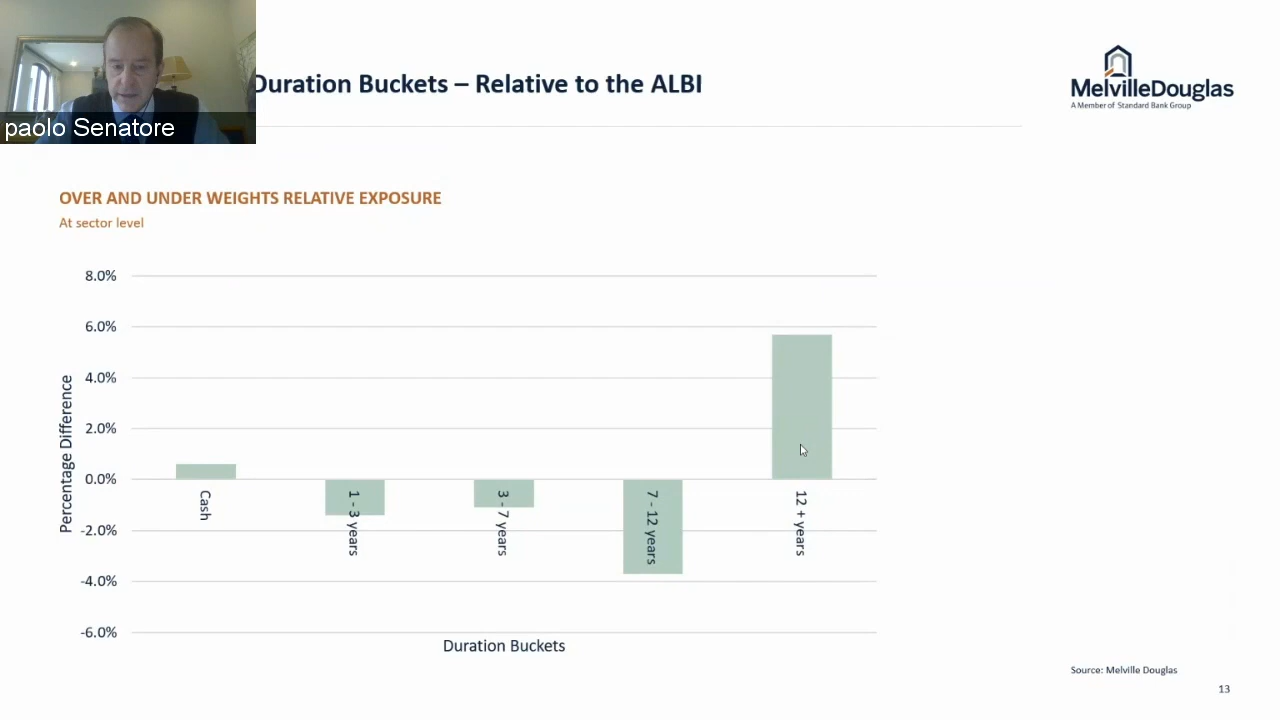 paolo Senatore
Duration Buckets – Relative to the ALBI
MelvilleDouglas
A Member of Standard Bank Group
OVER AND UNDER WEIGHTS RELATIVE EXPOSURE
At sector level
Percentage Difference
8.0%
6.0%
4.0%
2.0%
0.0%
-2.0%
-4.0%
-6.0%
Cash
1 - 3 years
3 - 7 years
7 - 12 years
12 + years
Duration Buckets
Source: Melville Douglas
13